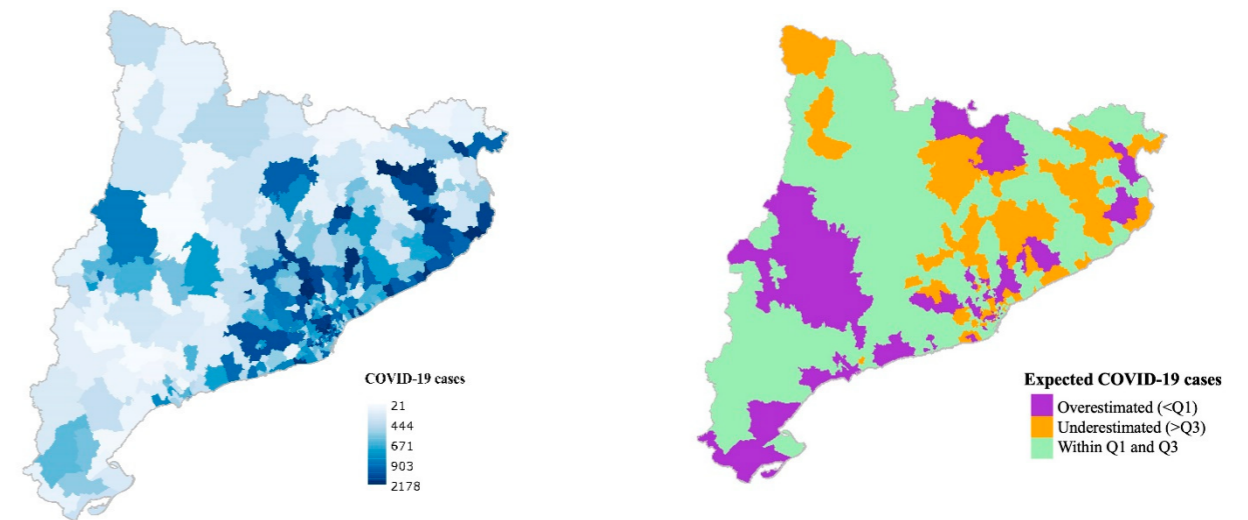 COVID-19 cases
21
444
671
903
2178
Expected COVID-19 cases
Overestimated (<Q1)
Underestimated (>Q3)
Within Q1 and Q3